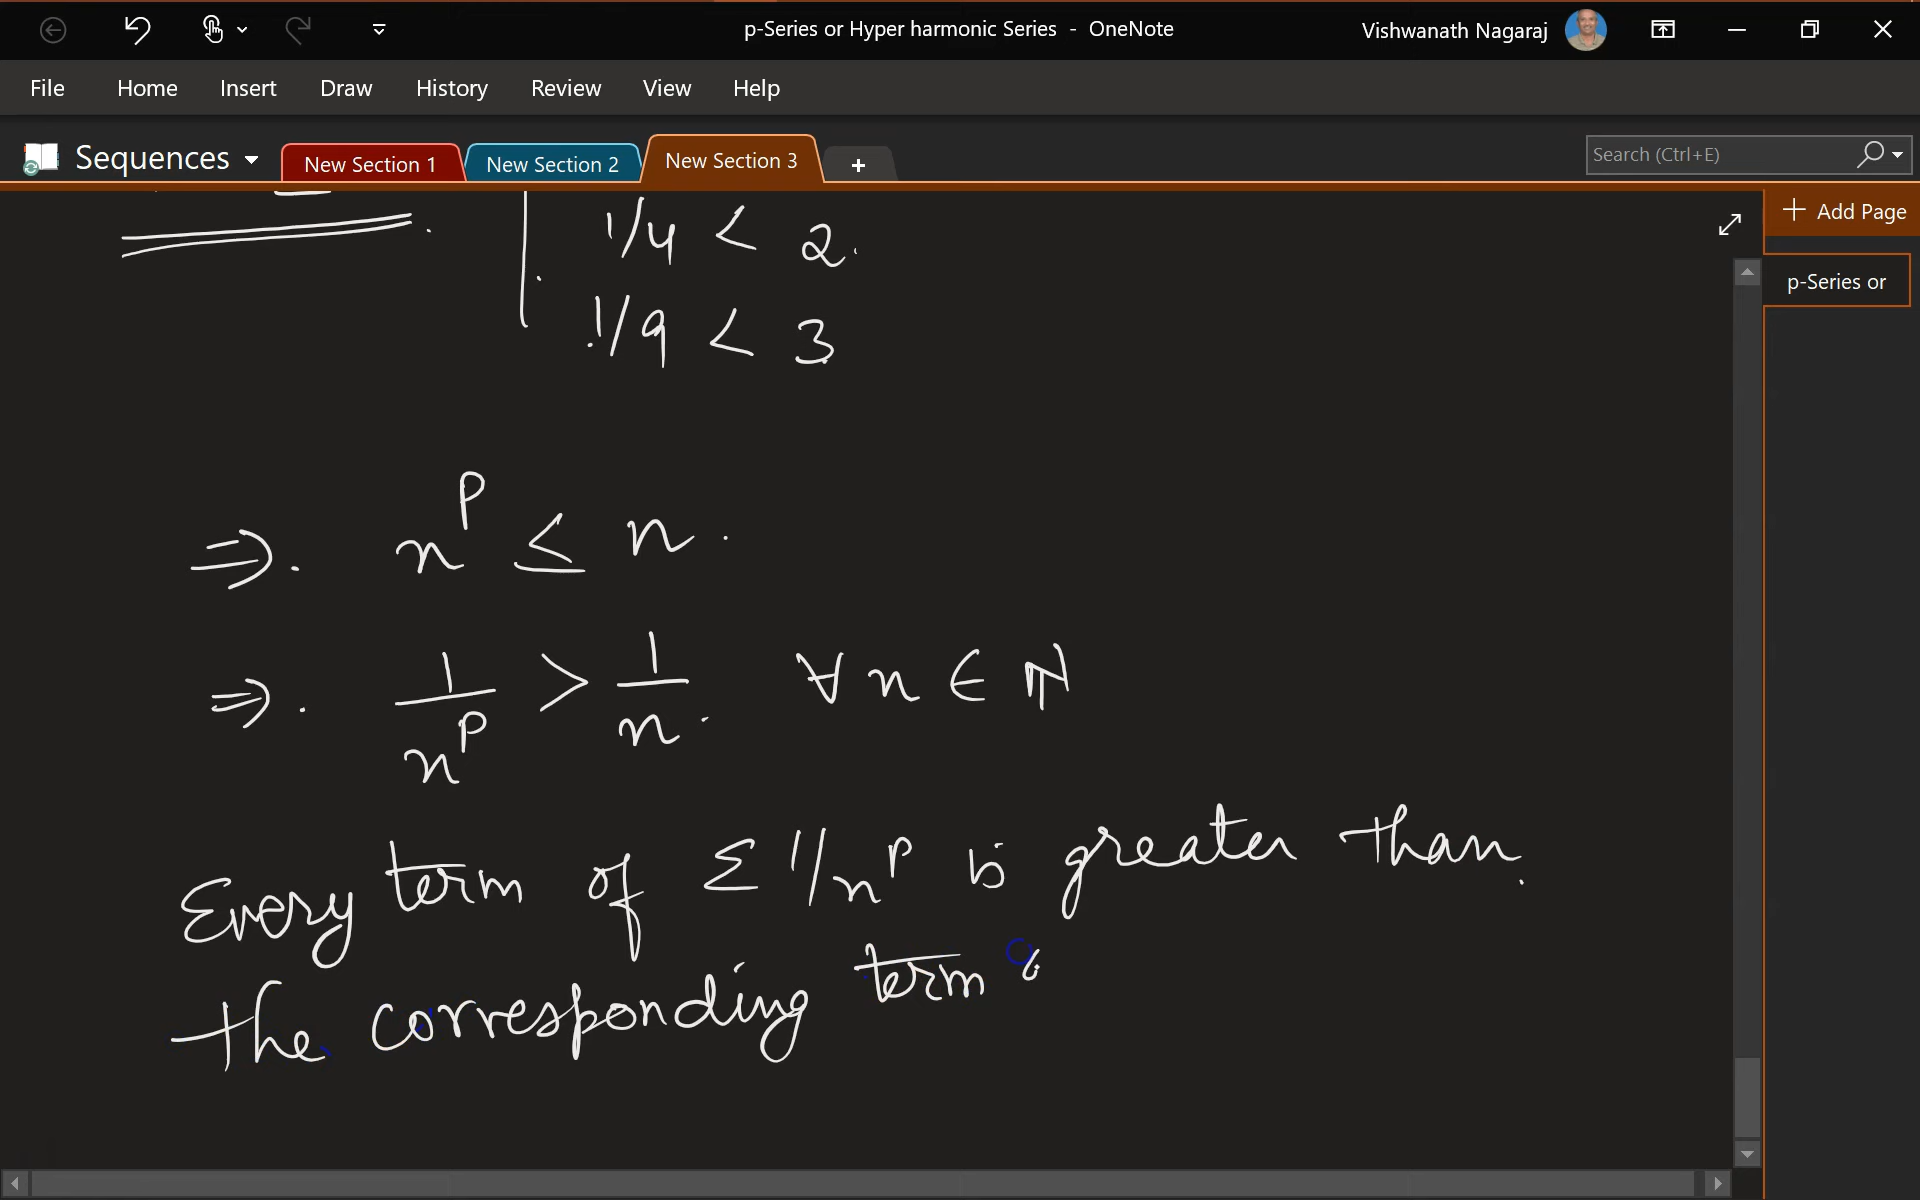 p-Series or Hyper harmonic Series - OneNote
Vishwanath Nagaraj
File Home Insert Draw History Review View Help
Sequences New Section 1 New Section 2 New Section 3 +
Search (Ctrl+E)
+ Add Page
p-Series or
1/4 < 2.
1/9 < 3
⇒. n^p ≤ n.
⇒. 1/n^p > 1/n. ∀ n ∈ ℕ
Every term of Σ 1/n^p is greater than.
the corresponding term